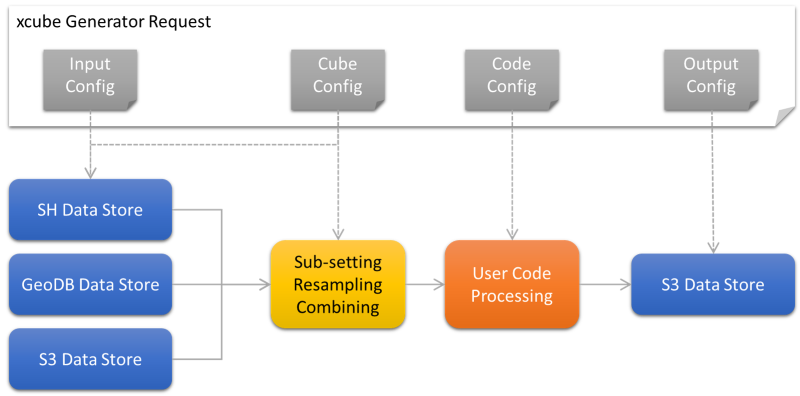 xcube Generator Request
Input
Config
Cube
Config
Code
Config
Output
Config
SH Data Store
GeoDB Data Store
S3 Data Store
Sub-setting
Resampling
Combining
User Code
Processing
S3 Data Store